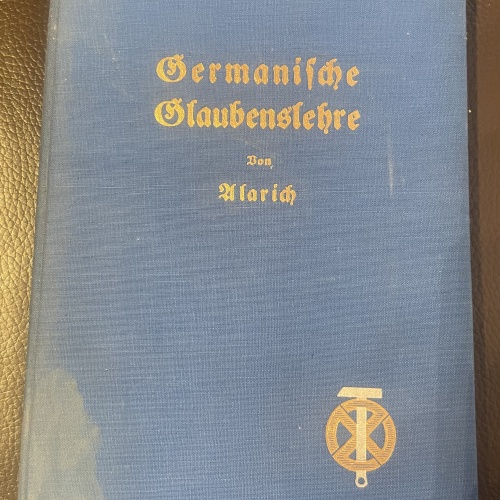 Germanische
Glaubenslehre
Von
Alarich